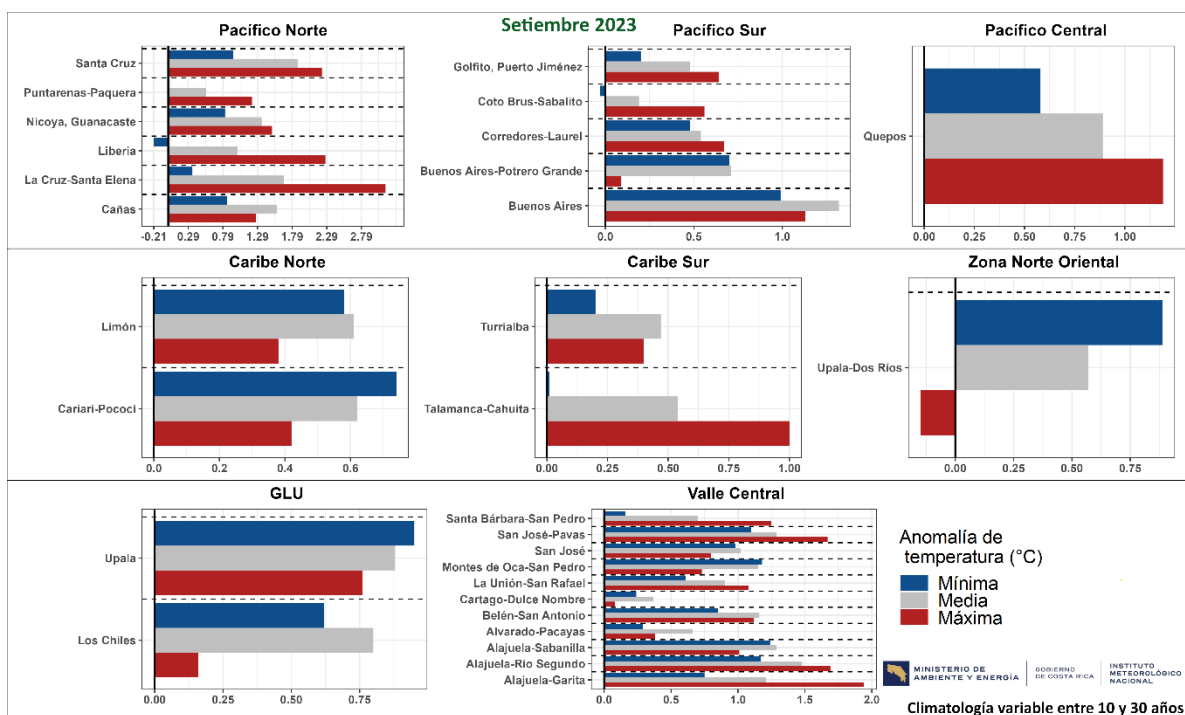 Setiembre 2023
Pacífico Norte
Santa Cruz
Puntarenas-Paquera
Nicoya, Guanacaste
Liberia
La Cruz-Santa Elena
Cañas
-0.21 0.29 0.79 1.29 1.79 2.29 2.79
Pacífico Sur
Golfito, Puerto Jiménez
Coto Brus-Sabalito
Corredores-Laurel
Buenos Aires-Potrero Grande
Buenos Aires
0.0 0.5 1.0
Pacífico Central
Quepos
0.00 0.25 0.50 0.75 1.00
Caribe Norte
Limón
Cariari-Pococí
0.0 0.2 0.4 0.6
Caribe Sur
Turrialba
Talamanca-Cahuita
0.00 0.25 0.50 0.75 1.00
Zona Norte Oriental
Upala-Dos Ríos
0.00 0.25 0.50 0.75
GLU
Upala
Los Chiles
0.00 0.25 0.50 0.75
Valle Central
Santa Bárbara-San Pedro
San José-Pavas
San José
Montes de Oca-San Pedro
La Unión-San Rafael
Cartago-Dulce Nombre
Belén-San Antonio
Alvarado-Pacayas
Alajuela-Sabanilla
Alajuela-Río Segundo
Alajuela-Garita
0.0 0.5 1.0 1.5 2.0
Anomalía de
temperatura (°C)
Mínima
Media
Máxima
MINISTERIO DE
AMBIENTE Y ENERGÍA
GOBIERNO
DE COSTA RICA
INSTITUTO
METEOROLÓGICO
NACIONAL
Climatología variable entre 10 y 30 años